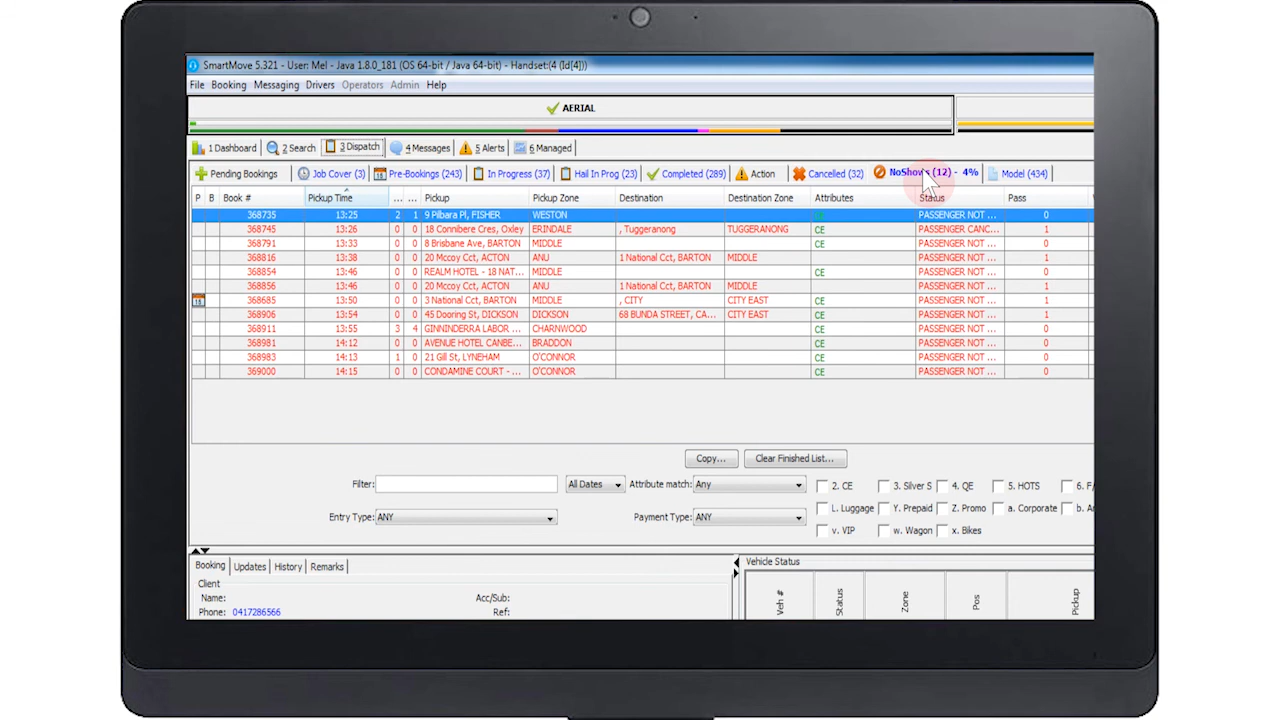 SmartMove 5.321 - User: Mel - Java 1.8.0_181 (OS 64-bit / Java 64-bit) - Handset:(4 (Id[4]))
File Booking Messaging Drivers Operators Admin Help
AERIAL
1 Dashboard 2 Search 3 Dispatch 4 Messages 5 Alerts 6 Managed
Pending Bookings Job Cover (3) Pre-Bookings (243) In Progress (37) Hail In Prog (23) Completed (289) Action Cancelled (32) NoShows (12) - 4% Model (434)
P B Book # Pickup Time ... ... Pickup Pickup Zone Destination Destination Zone Attributes Status Pass
368735 13:25 2 1 9 Pilbara Pl, FISHER WESTON CE PASSENGER NOT ... 0
368745 13:26 0 0 18 Connibere Cres, Oxley ERINDALE , Tuggeranong TUGGERANONG CE PASSENGER CANC... 1
368791 13:33 0 0 8 Brisbane Ave, BARTON MIDDLE CE PASSENGER NOT ... 0
368816 13:38 0 0 20 Mccoy Cct, ACTON ANU 1 National Cct, BARTON MIDDLE PASSENGER NOT ... 1
368854 13:46 0 0 REALM HOTEL - 18 NAT... MIDDLE CE PASSENGER NOT ... 0
368856 13:46 0 0 20 Mccoy Cct, ACTON ANU 1 National Cct, BARTON MIDDLE PASSENGER NOT ... 1
15 368685 13:50 0 0 3 National Cct, BARTON MIDDLE , CITY CITY EAST CE PASSENGER NOT ... 1
368906 13:54 0 0 45 Dooring St, DICKSON DICKSON 68 BUNDA STREET, CA... CITY EAST CE PASSENGER NOT ... 1
368911 13:55 3 4 GINNINDERRA LABOR ... CHARNWOOD CE PASSENGER NOT ... 0
368981 14:12 0 0 AVENUE HOTEL CANBE... BRADDON CE PASSENGER NOT ... 0
368983 14:13 1 0 21 Gill St, LYNEHAM O'CONNOR CE PASSENGER NOT ... 0
369000 14:15 0 0 CONDAMINE COURT - ... O'CONNOR CE PASSENGER NOT ... 0
Copy... Clear Finished List...
Filter: All Dates Attribute match: Any 2. CE 3. Silver S 4. QE 5. HOTS 6. F/
L. Luggage Y. Prepaid Z. Promo a. Corporate
Entry Type: ANY Payment Type: ANY
v. VIP w. Wagon x. Bikes
Booking Updates History Remarks Vehicle Status
Client
Name: Acc/Sub:
Phone: 0417286566 Ref:
Veh # Status Zone Pos Pickup